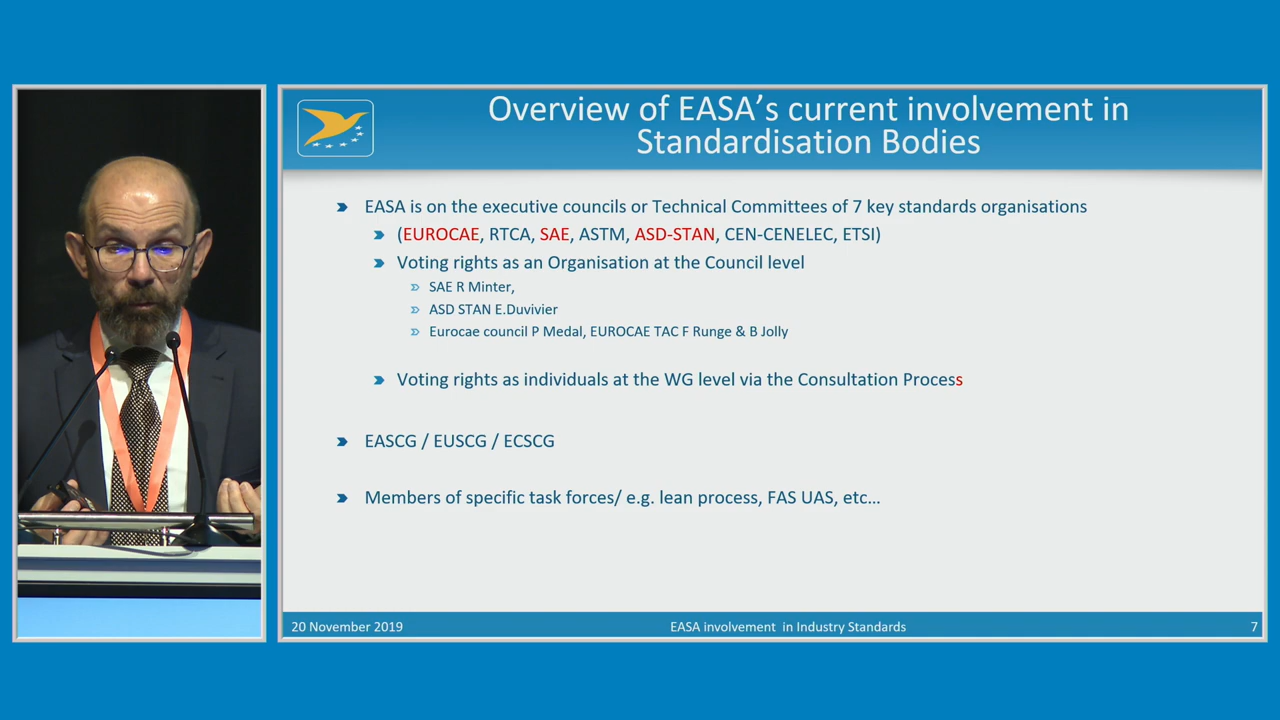 Overview of EASA's current involvement in
Standardisation Bodies
EASA is on the executive councils or Technical Committees of 7 key standards organisations
(EUROCAE, RTCA, SAE, ASTM, ASD-STAN, CEN-CENELEC, ETSI)
Voting rights as an Organisation at the Council level
SAE R Minter,
ASD STAN E.Duvivier
Eurocae council P Medal, EUROCAE TAC F Runge & B Jolly
Voting rights as individuals at the WG level via the Consultation Process
EASCG / EUSCG / ECSCG
Members of specific task forces/ e.g. lean process, FAS UAS, etc…
20 November 2019
EASA involvement in Industry Standards
7